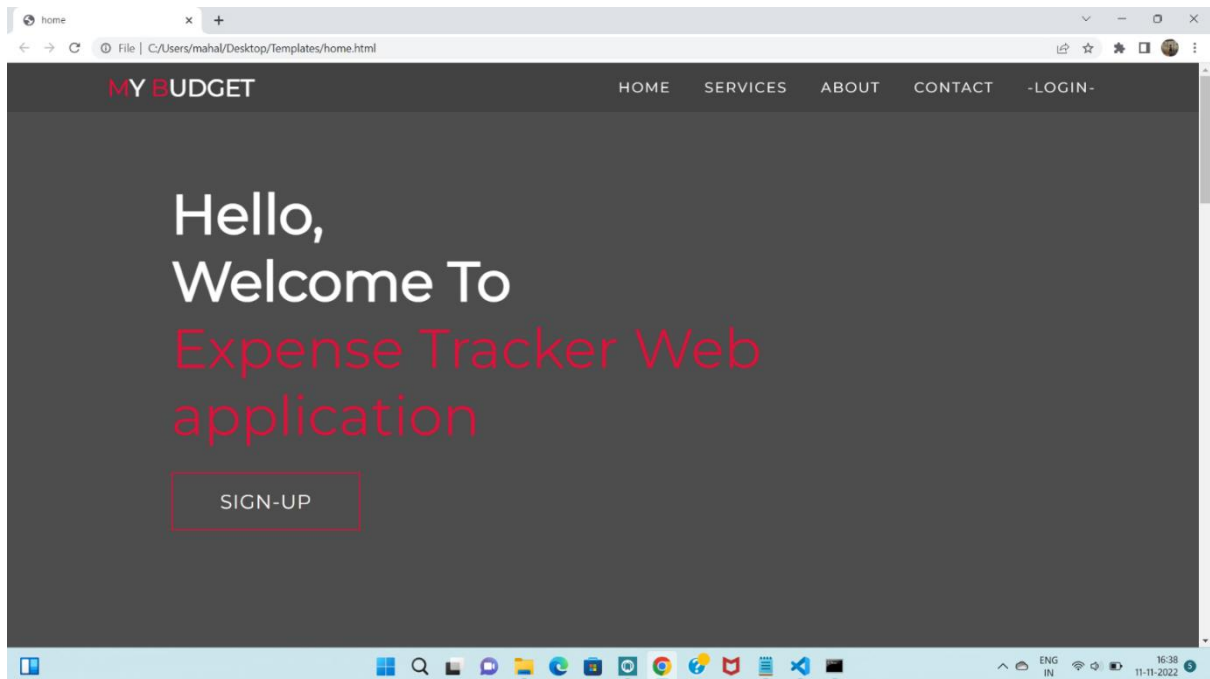 home
File | C:/Users/mahal/Desktop/Templates/home.html
MY BUDGET
HOME SERVICES ABOUT CONTACT -LOGIN-
Hello,
Welcome To
Expense Tracker Web
application
SIGN-UP
ENG
IN
16:38
11-11-2022
5